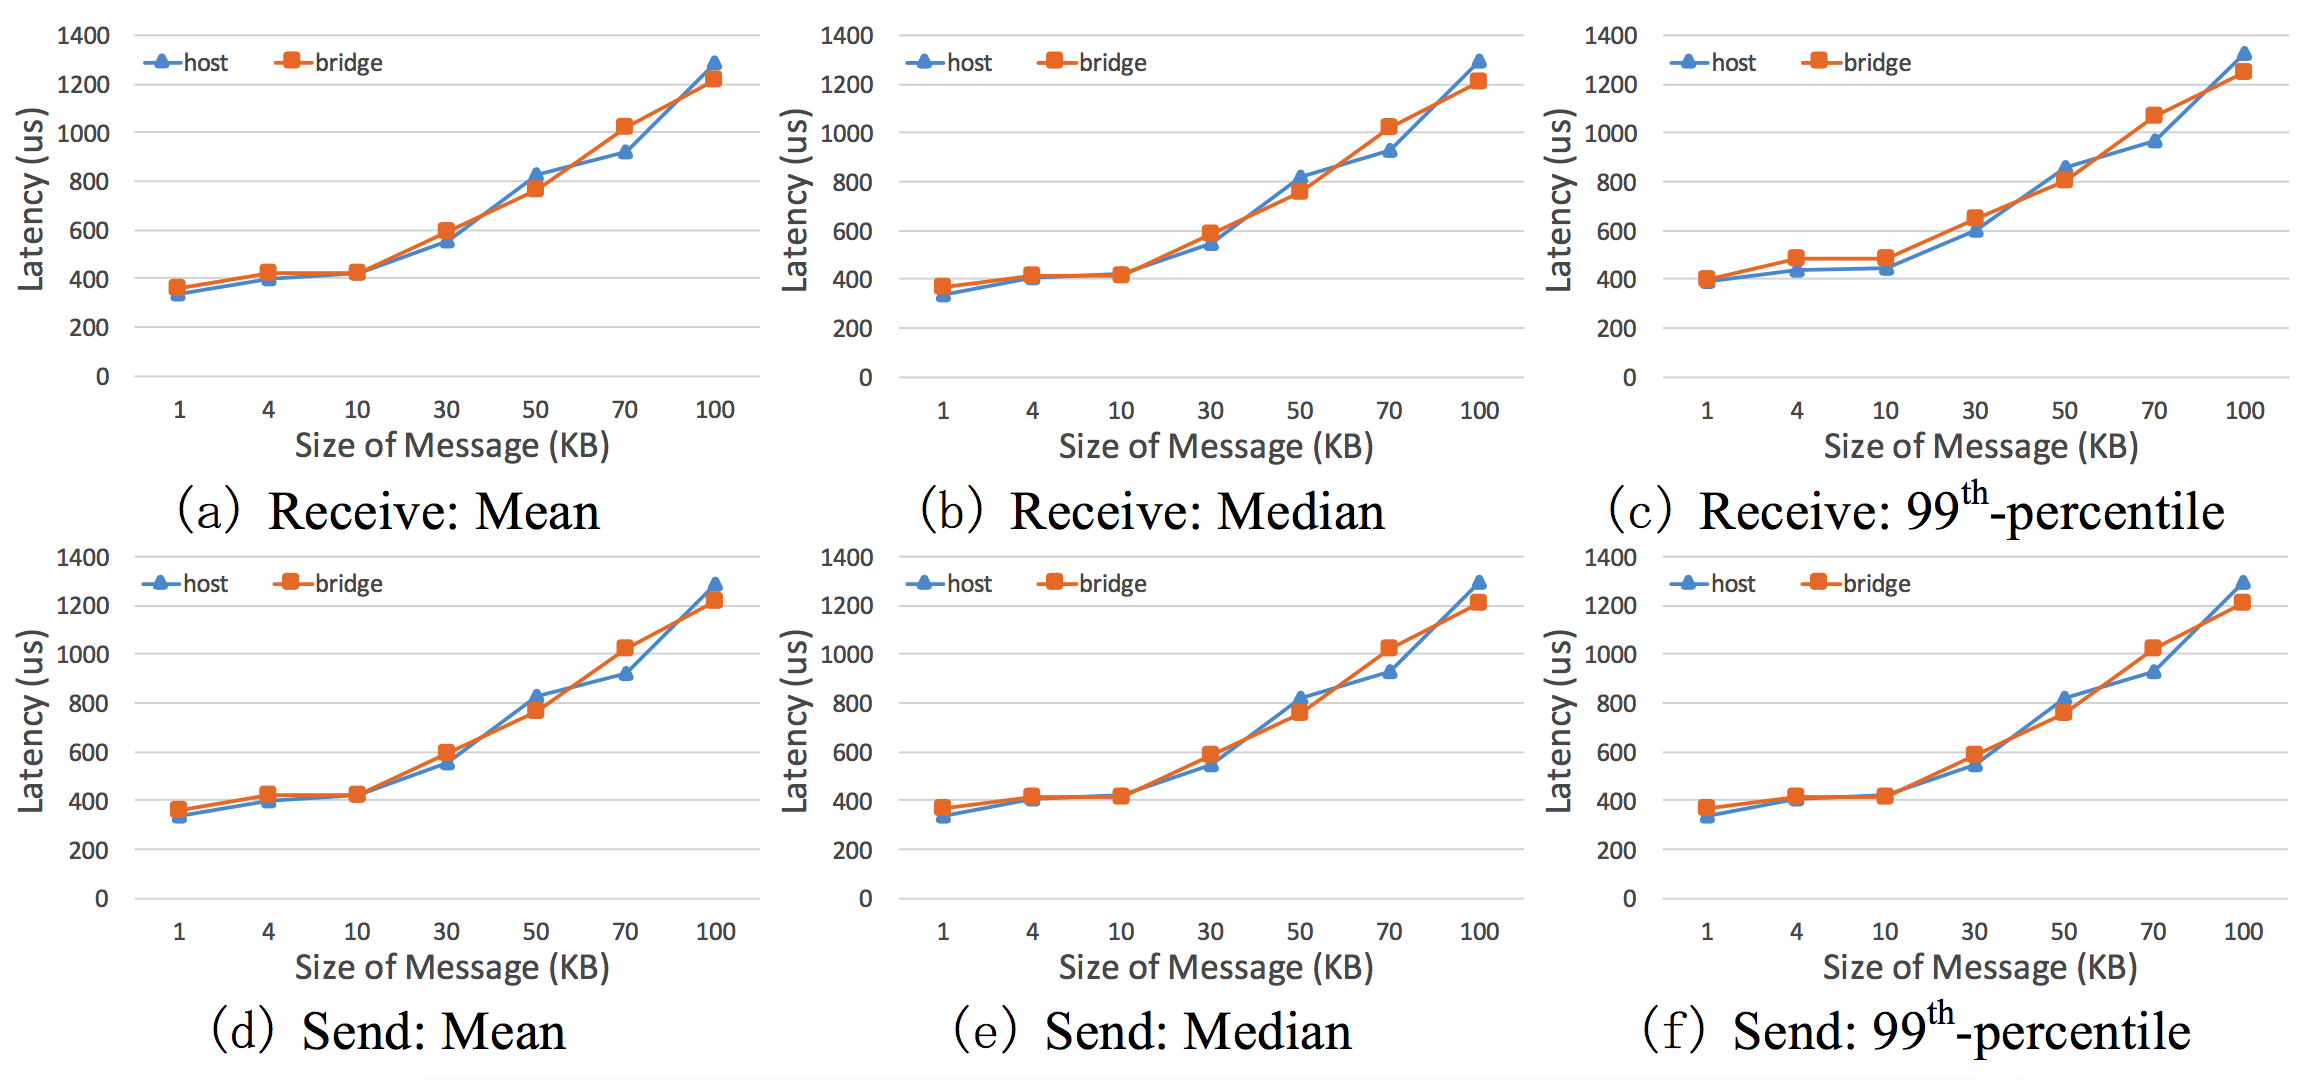 1400
1200
1000
800
600
400
200
0
host
bridge
Latency (us)
1 4 10 30 50 70 100
Size of Message (KB)
(a) Receive: Mean
1400
1200
1000
800
600
400
200
0
host
bridge
Latency (us)
1 4 10 30 50 70 100
Size of Message (KB)
(b) Receive: Median
1400
1200
1000
800
600
400
200
0
host
bridge
Latency (us)
1 4 10 30 50 70 100
Size of Message (KB)
(c) Receive: 99th-percentile
1400
1200
1000
800
600
400
200
0
host
bridge
Latency (us)
1 4 10 30 50 70 100
Size of Message (KB)
(d) Send: Mean
1400
1200
1000
800
600
400
200
0
host
bridge
Latency (us)
1 4 10 30 50 70 100
Size of Message (KB)
(e) Send: Median
1400
1200
1000
800
600
400
200
0
host
bridge
Latency (us)
1 4 10 30 50 70 100
Size of Message (KB)
(f) Send: 99th-percentile